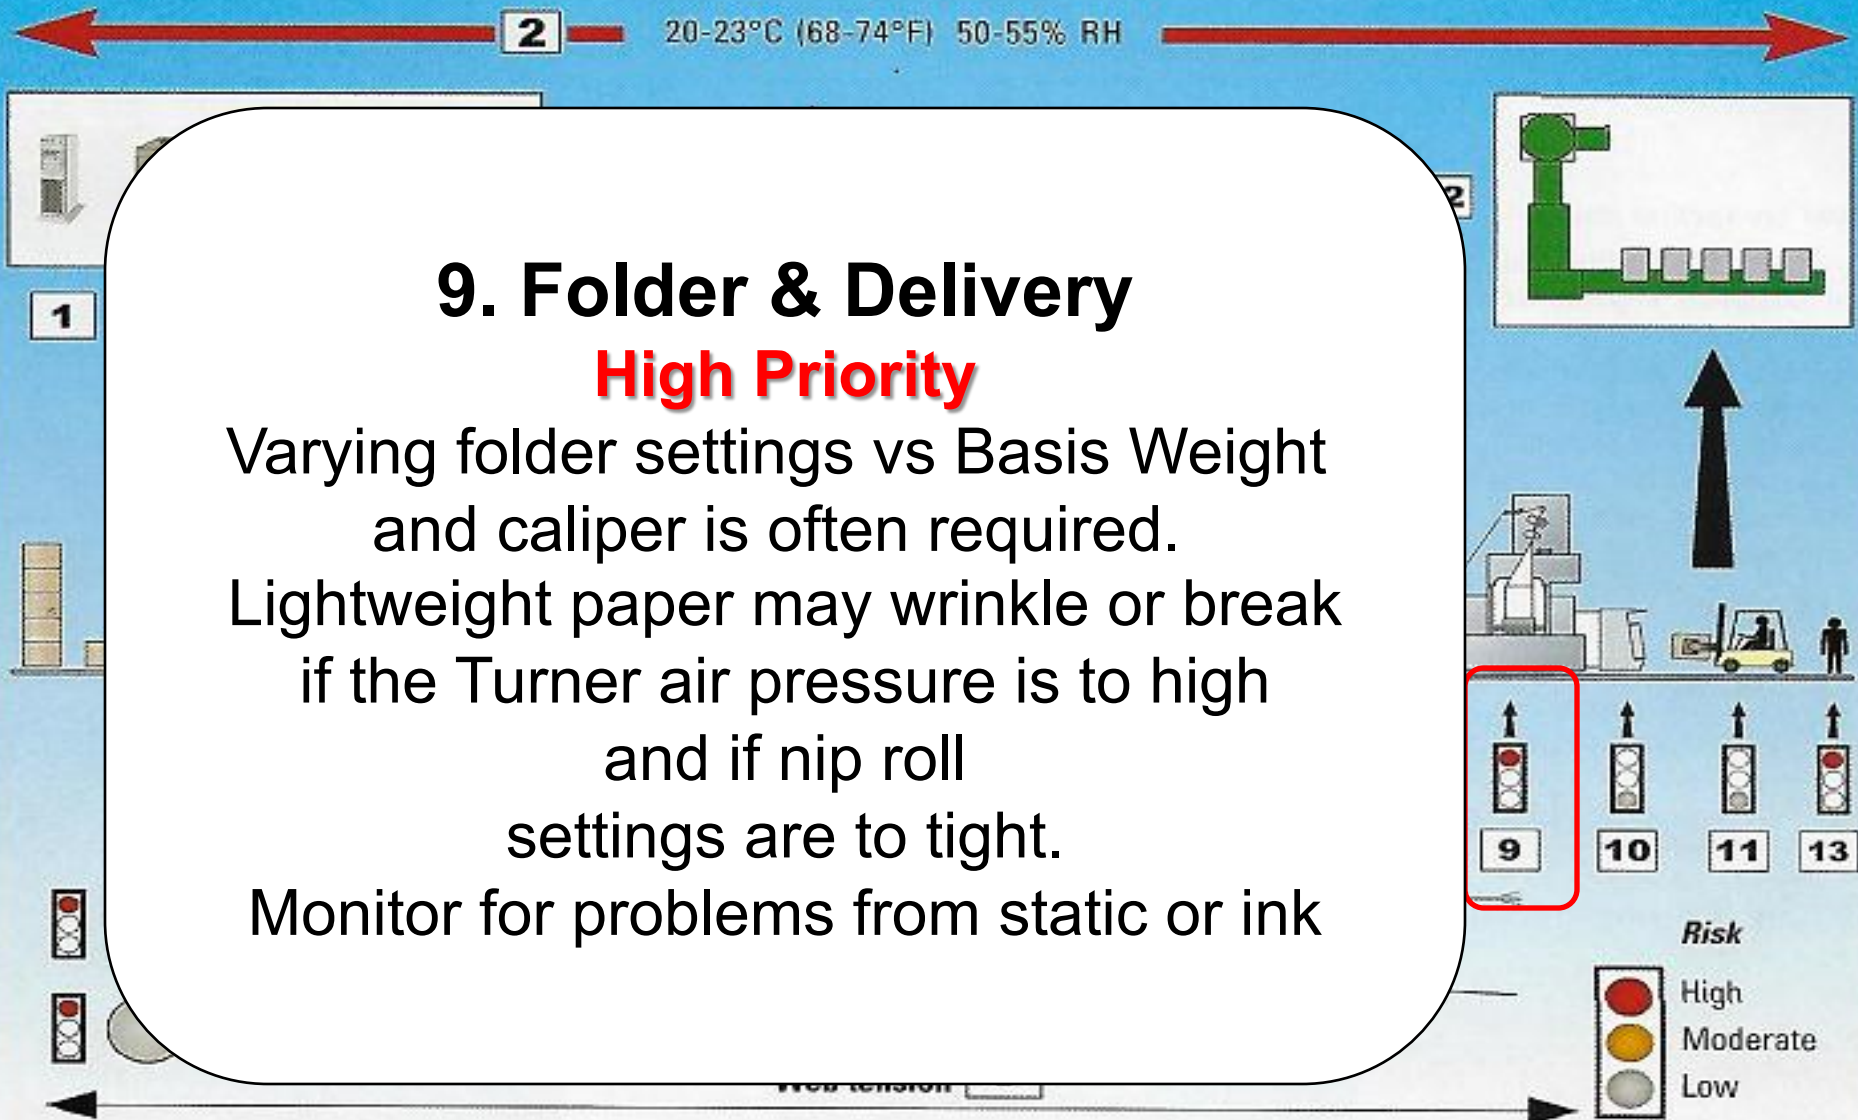 2 20-23°C (68-74°F) 50-55% RH
2
1
9. Folder & Delivery
High Priority
Varying folder settings vs Basis Weight
and caliper is often required.
Lightweight paper may wrinkle or break
if the Turner air pressure is to high
and if nip roll
settings are to tight.
Monitor for problems from static or ink
9 10 11 13
Risk
High
Moderate
Low
Web tension